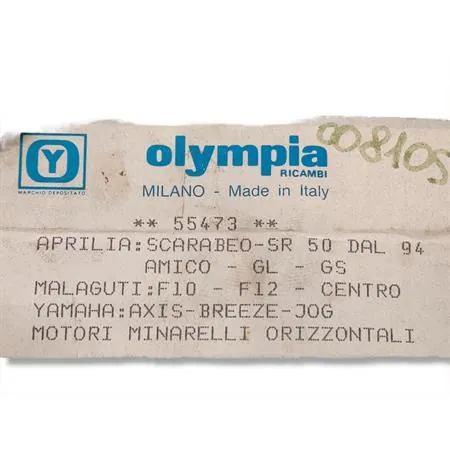 Y
MARCHIO DEPOSITATO
olympia
RICAMBI
MILANO - Made in Italy
008105
** 55473 **
APRILIA:SCARABEO-SR 50 DAL 94
AMICO - GL - GS
MALAGUTI:F10 - F12 - CENTRO
YAMAHA:AXIS-BREEZE-JOG
MOTORI MINARELLI ORIZZONTALI